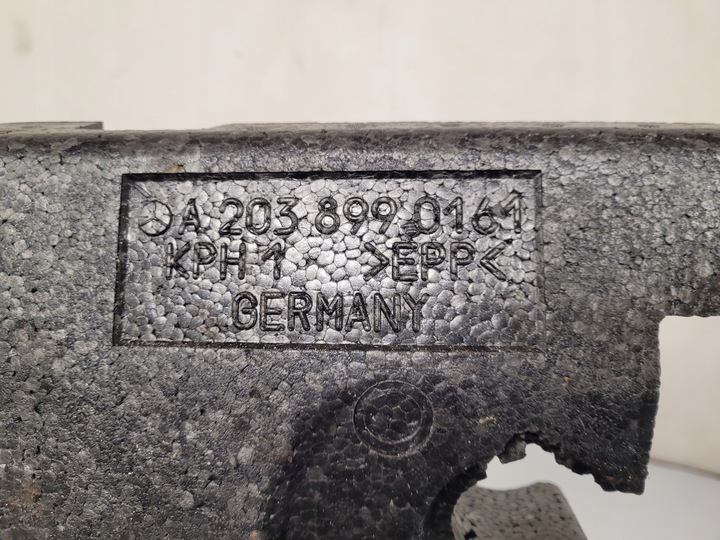 A 203 899 0161
KPH 1 >EPP<
GERMANY